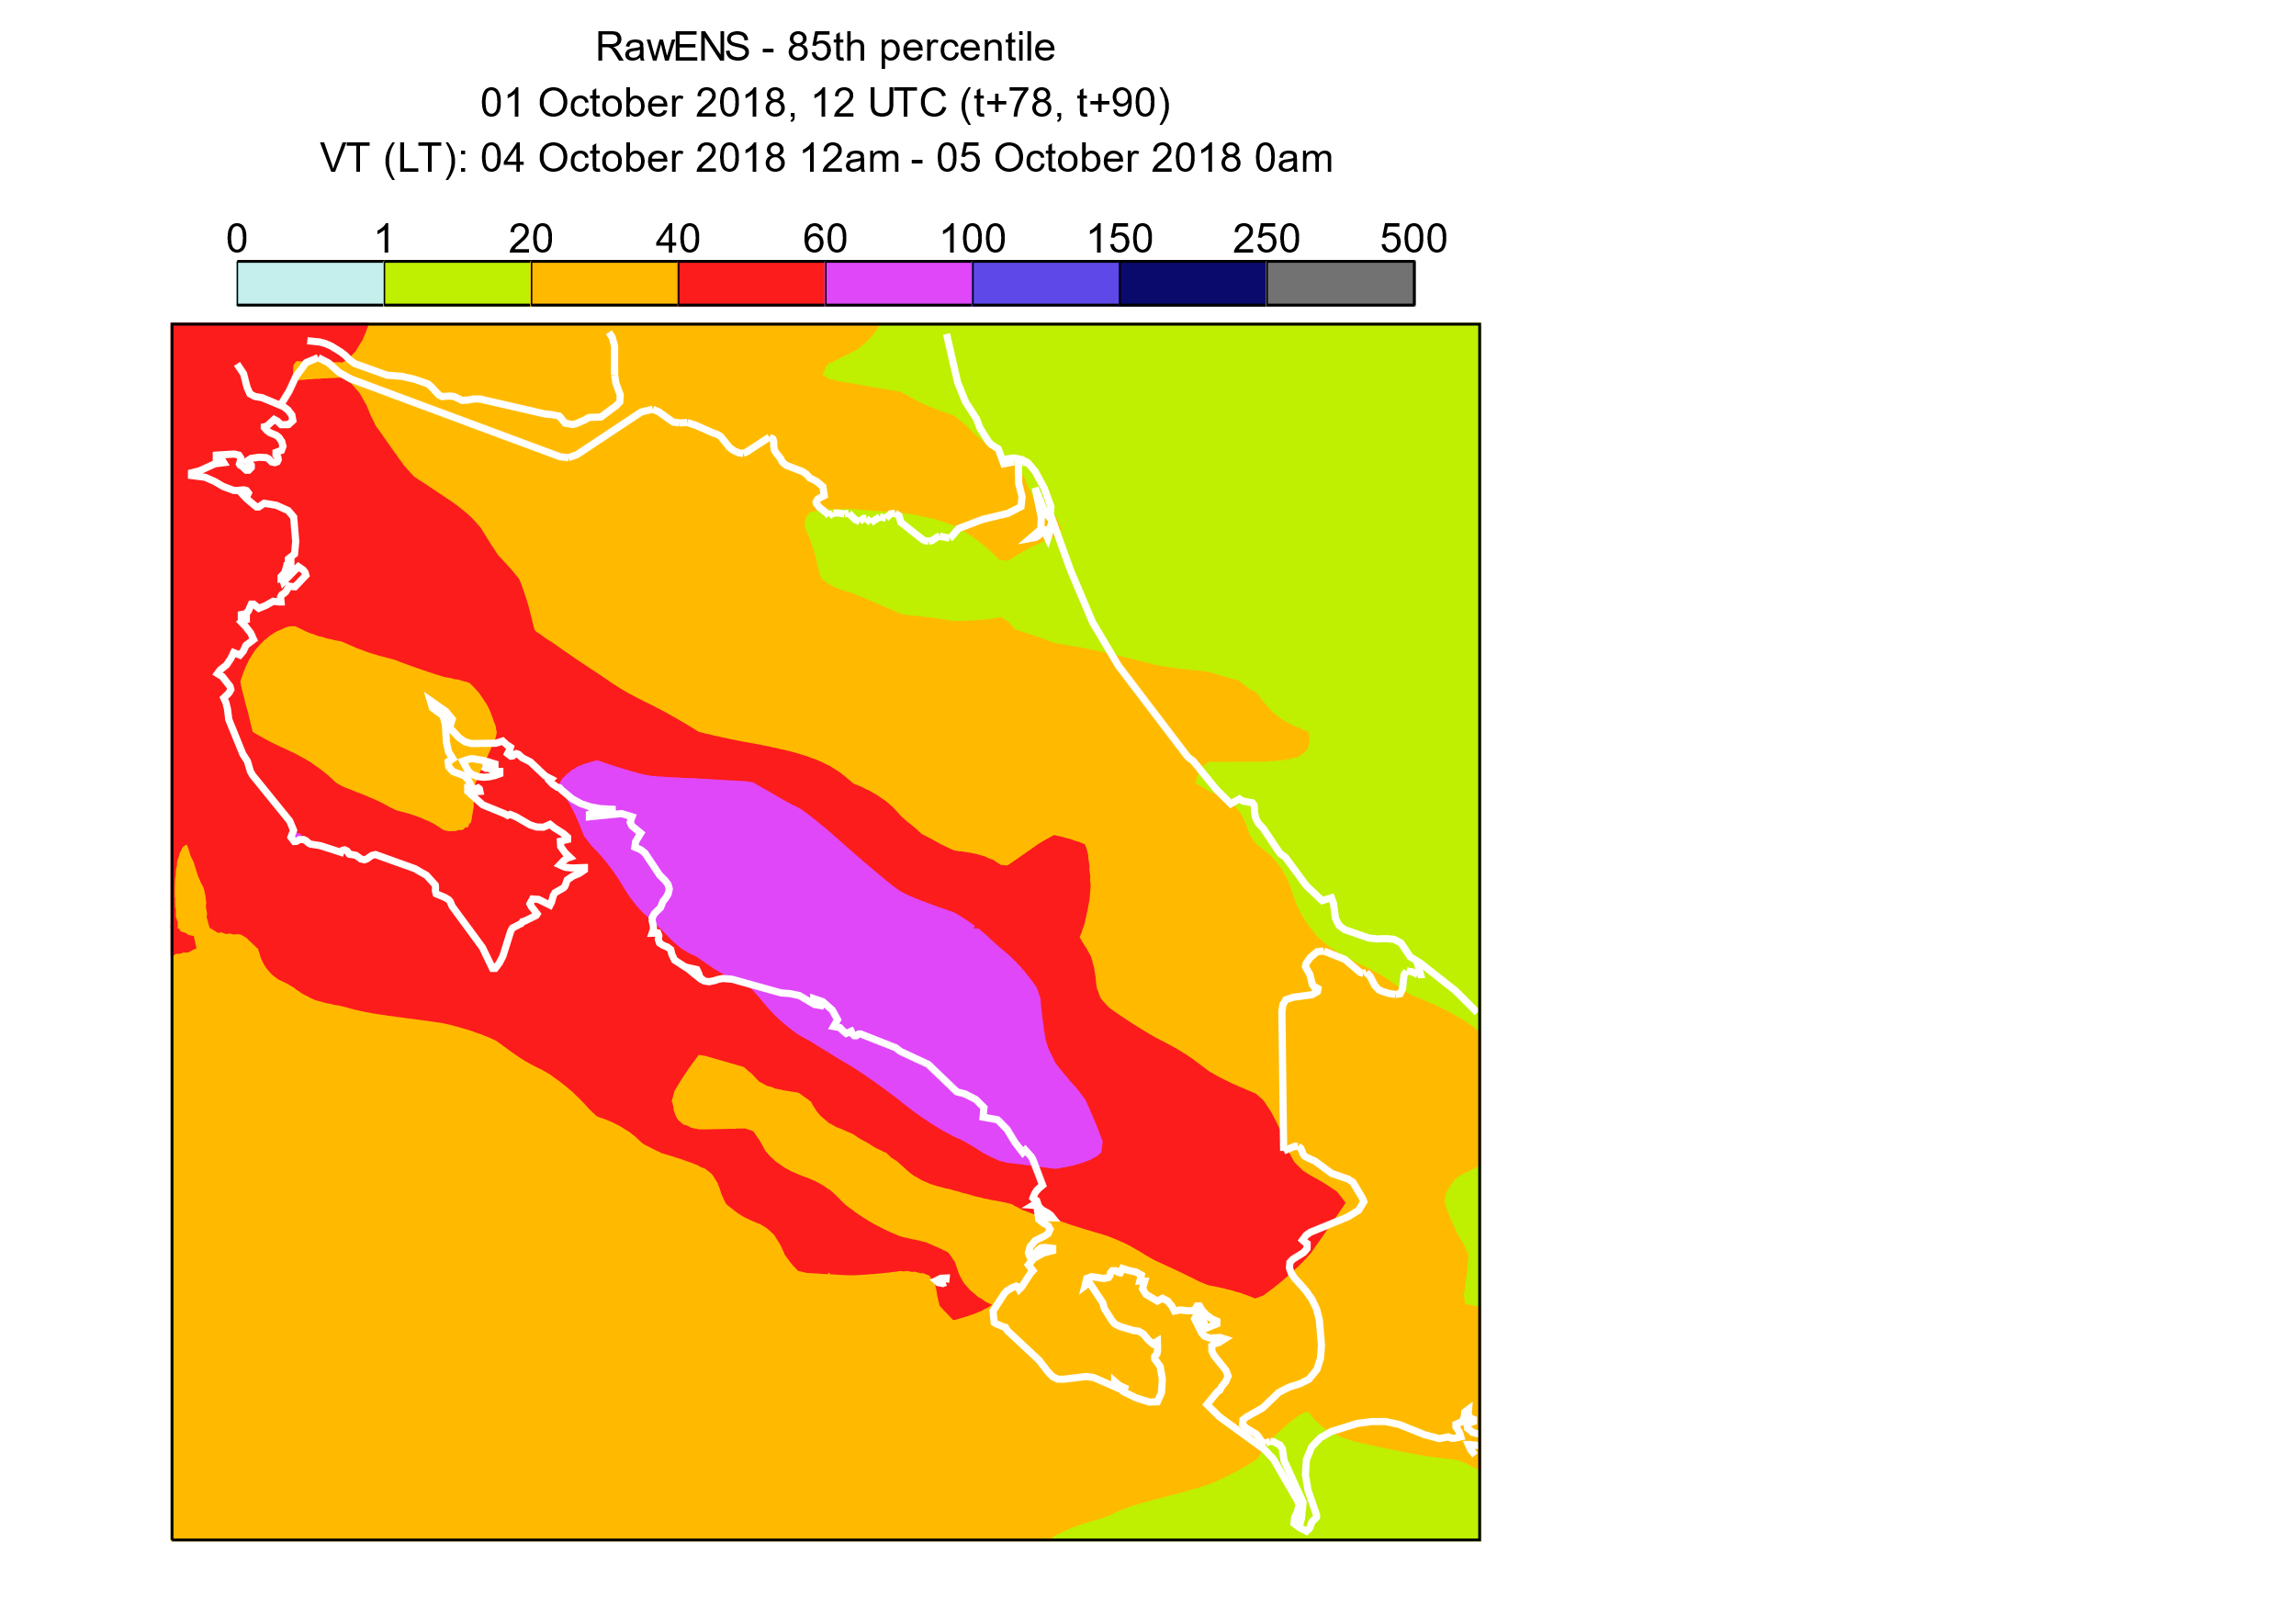 RawENS - 85th percentile
01 October 2018, 12 UTC (t+78, t+90)
VT (LT): 04 October 2018 12am - 05 October 2018 0am
0 1 20 40 60 100 150 250 500